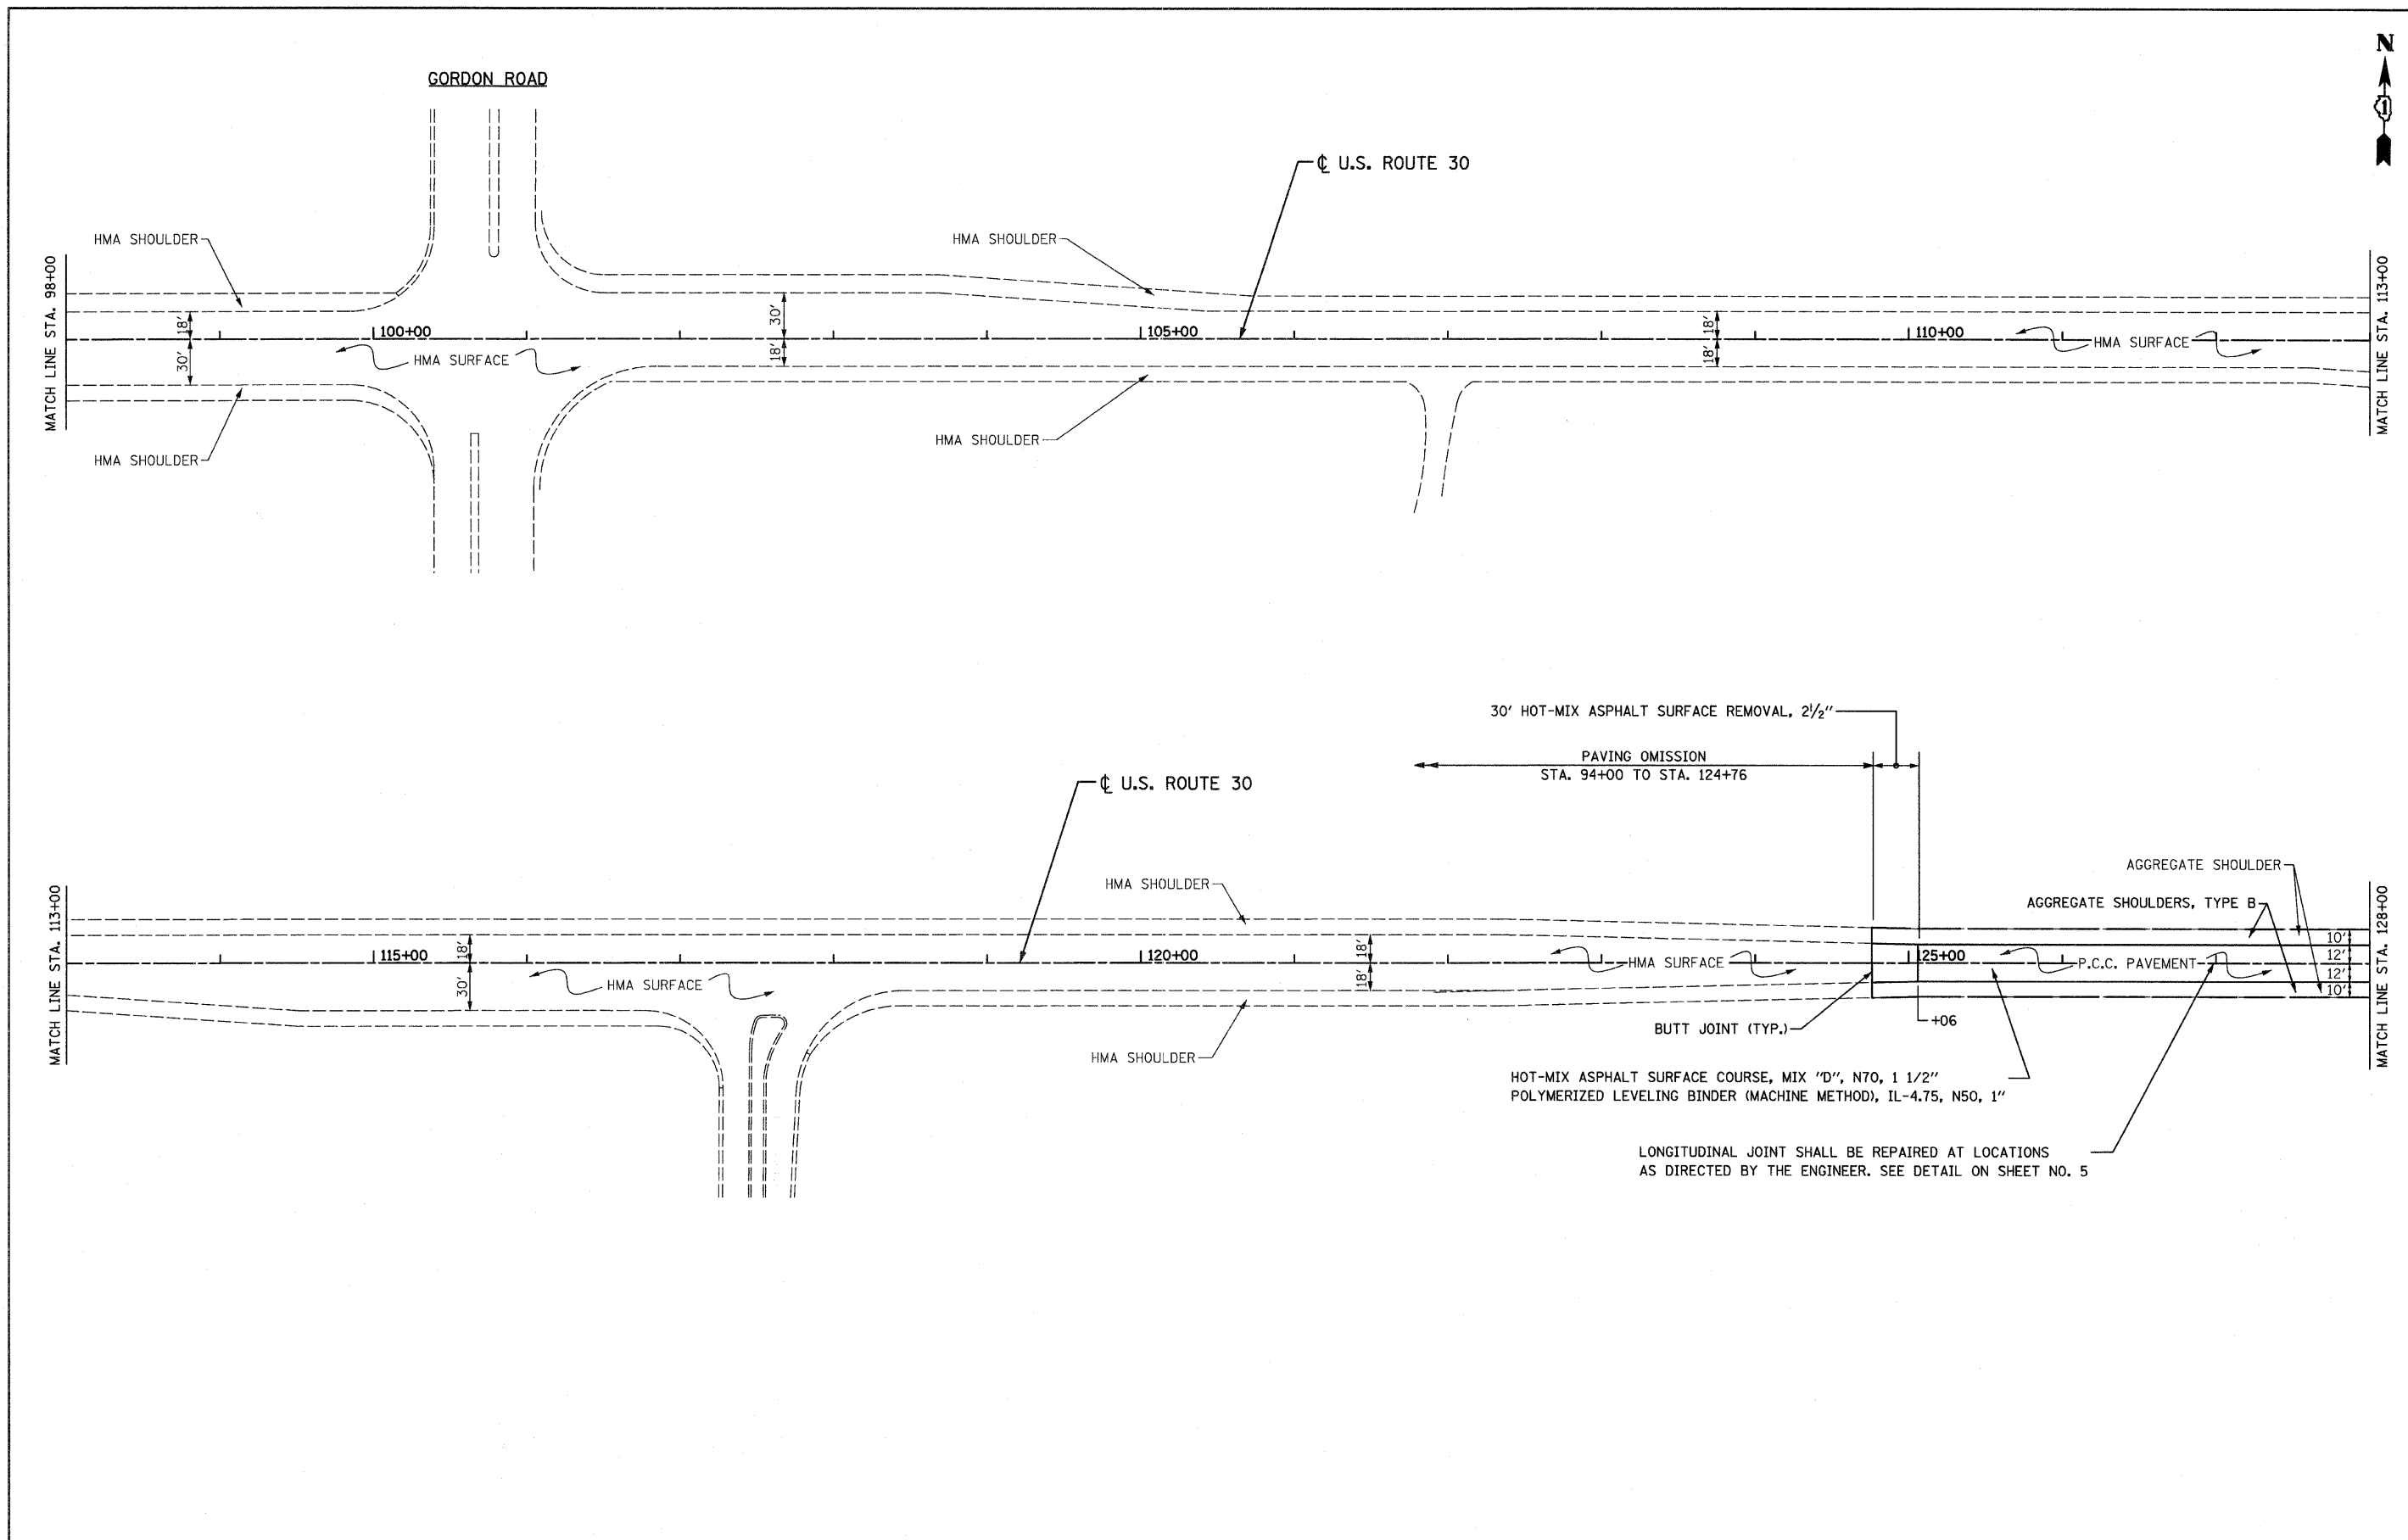 N
1
GORDON ROAD
℄ U.S. ROUTE 30
HMA SHOULDER
HMA SHOULDER
MATCH LINE STA. 98+00
MATCH LINE STA. 113+00
18'
100+00
30'
105+00
18'
110+00
30'
HMA SURFACE
18'
18'
HMA SURFACE
HMA SHOULDER
HMA SHOULDER
30' HOT-MIX ASPHALT SURFACE REMOVAL, 2 1/2"
PAVING OMISSION
STA. 94+00 TO STA. 124+76
℄ U.S. ROUTE 30
HMA SHOULDER
AGGREGATE SHOULDER
AGGREGATE SHOULDERS, TYPE B
MATCH LINE STA. 113+00
MATCH LINE STA. 128+00
18'
115+00
120+00
18'
125+00
10'
12'
12'
10'
30'
HMA SURFACE
18'
HMA SURFACE
P.C.C. PAVEMENT
+06
BUTT JOINT (TYP.)
HMA SHOULDER
HOT-MIX ASPHALT SURFACE COURSE, MIX "D", N70, 1 1/2"
POLYMERIZED LEVELING BINDER (MACHINE METHOD), IL-4.75, N50, 1"
LONGITUDINAL JOINT SHALL BE REPAIRED AT LOCATIONS
AS DIRECTED BY THE ENGINEER. SEE DETAIL ON SHEET NO. 5